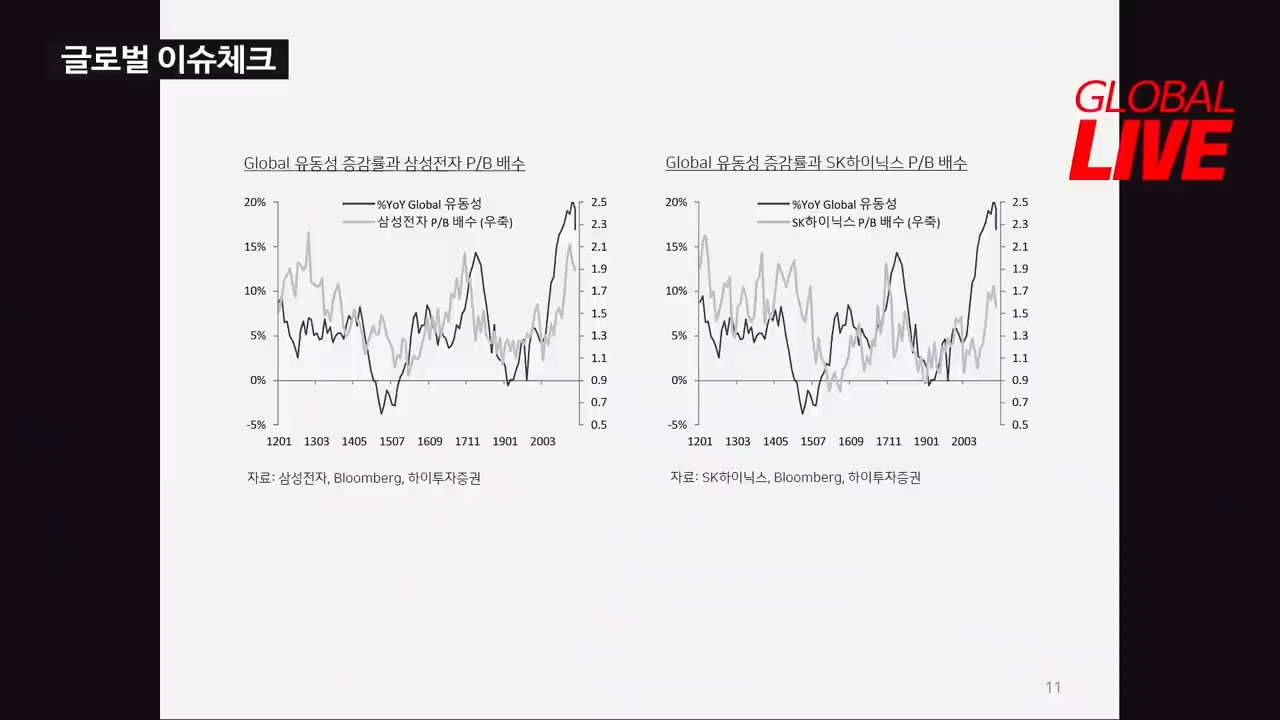 글로벌 이슈체크
GLOBAL
LIVE
Global 유동성 증감률과 삼성전자 P/B 배수
%YoY Global 유동성
삼성전자 P/B 배수 (우축)
20%
15%
10%
5%
0%
-5%
2.5
2.3
2.1
1.9
1.7
1.5
1.3
1.1
0.9
0.7
0.5
1201 1303 1405 1507 1609 1711 1901 2003
자료: 삼성전자, Bloomberg, 하이투자증권
Global 유동성 증감률과 SK하이닉스 P/B 배수
%YoY Global 유동성
SK하이닉스 P/B 배수 (우축)
20%
15%
10%
5%
0%
-5%
2.5
2.3
2.1
1.9
1.7
1.5
1.3
1.1
0.9
0.7
0.5
1201 1303 1405 1507 1609 1711 1901 2003
자료: SK하이닉스, Bloomberg, 하이투자증권
11